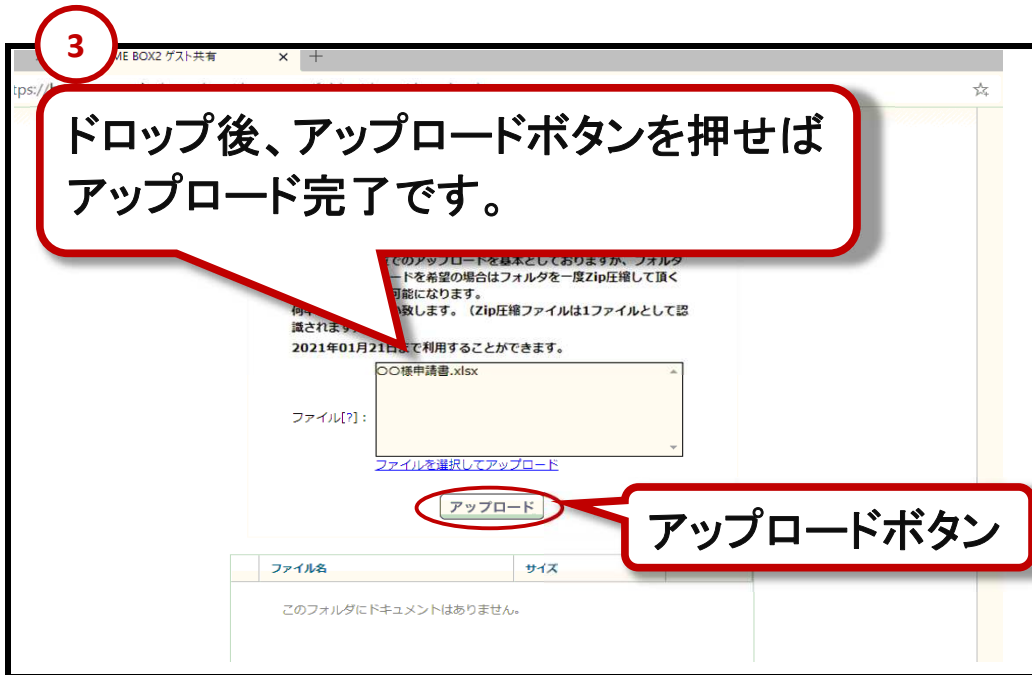 3
ME BOX2 ゲスト共有
tps://
ドロップ後、アップロードボタンを押せば
アップロード完了です。
でのアップロードを基本としておりますが、フォルダ
ードを希望の場合はフォルダを一度Zip圧縮して頂く
可能になります。
致します。（Zip圧縮ファイルは1ファイルとして認
識されます
2021年01月21日まで利用することができます。
〇〇様申請書.xlsx
ファイル[?]：
ファイルを選択してアップロード
アップロード
アップロードボタン
ファイル名 サイズ
このフォルダにドキュメントはありません。